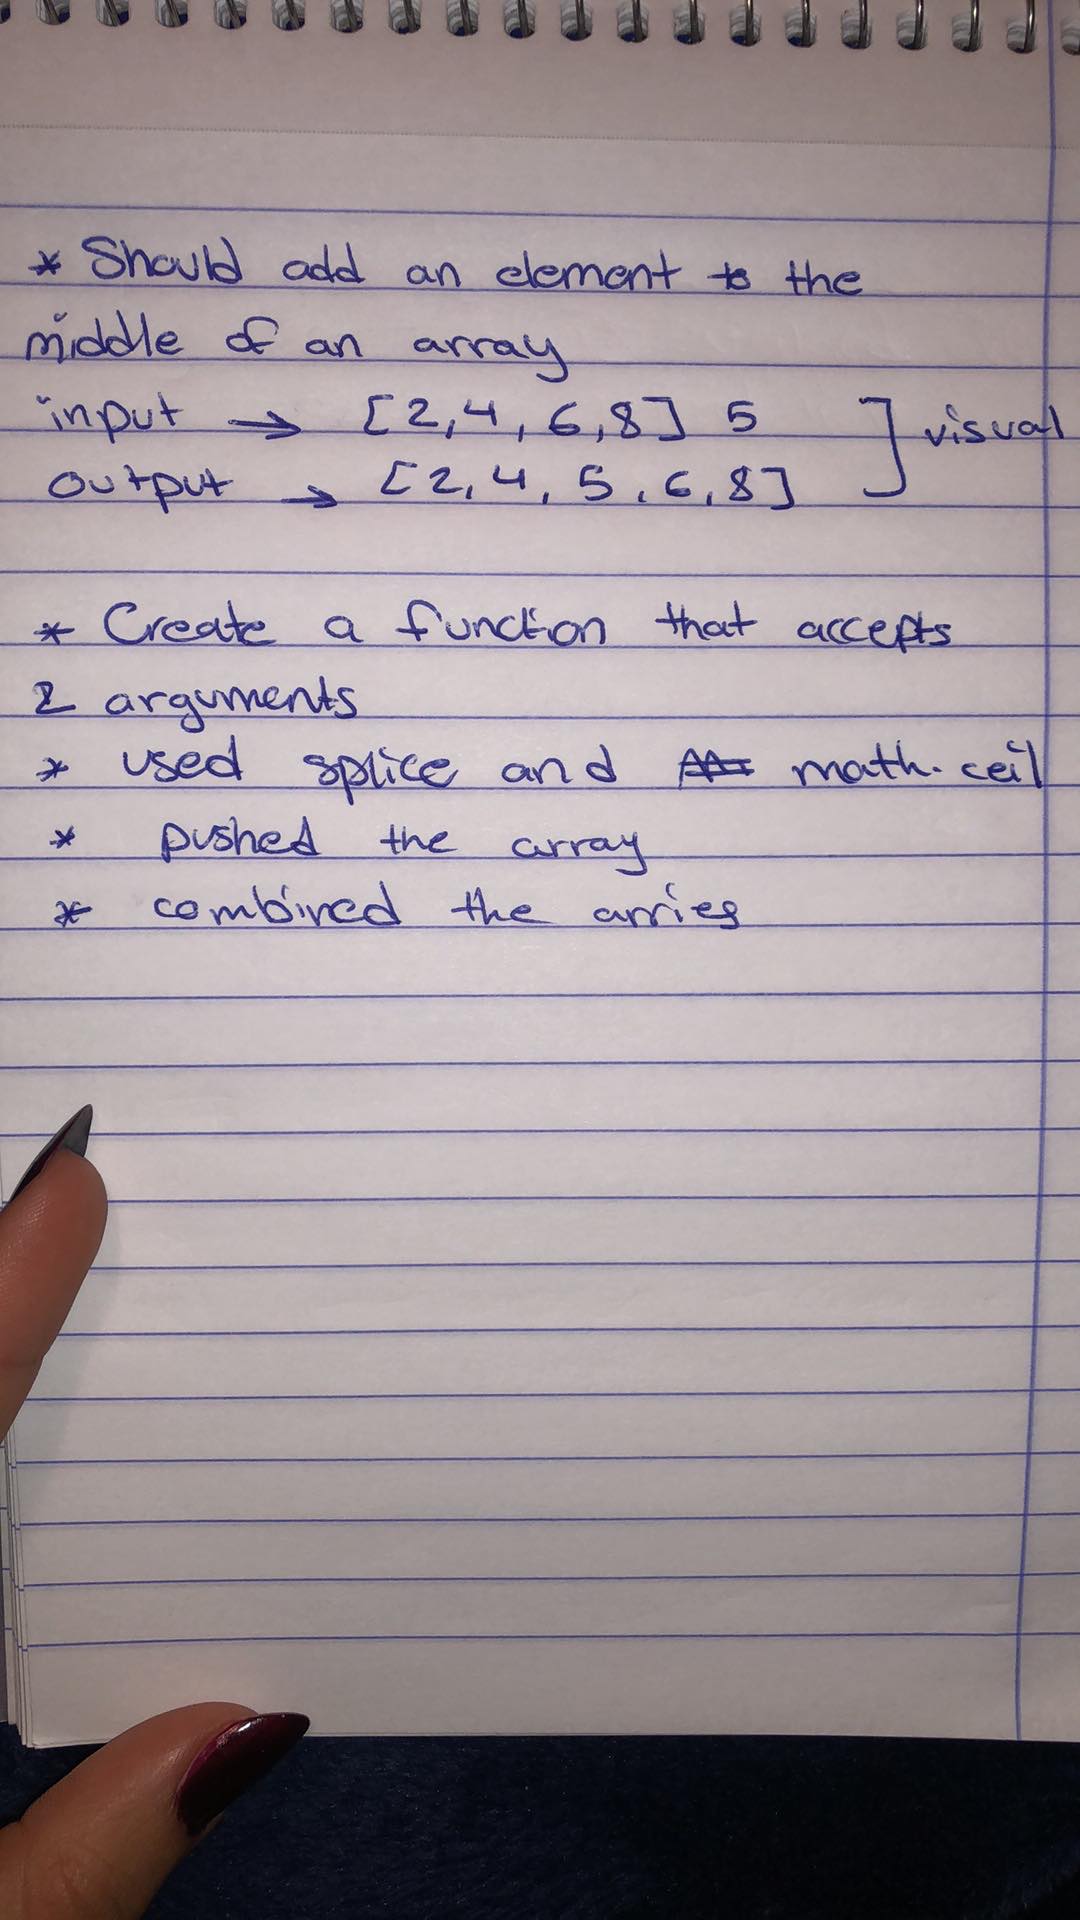 * Should add an element to the
middle of an array
input → [2,4,6,8] 5
output → [2,4,5,6,8]
] visual
* Create a function that accepts
2 arguments
* used splice and math.ceil
* pushed the array
* combined the arries